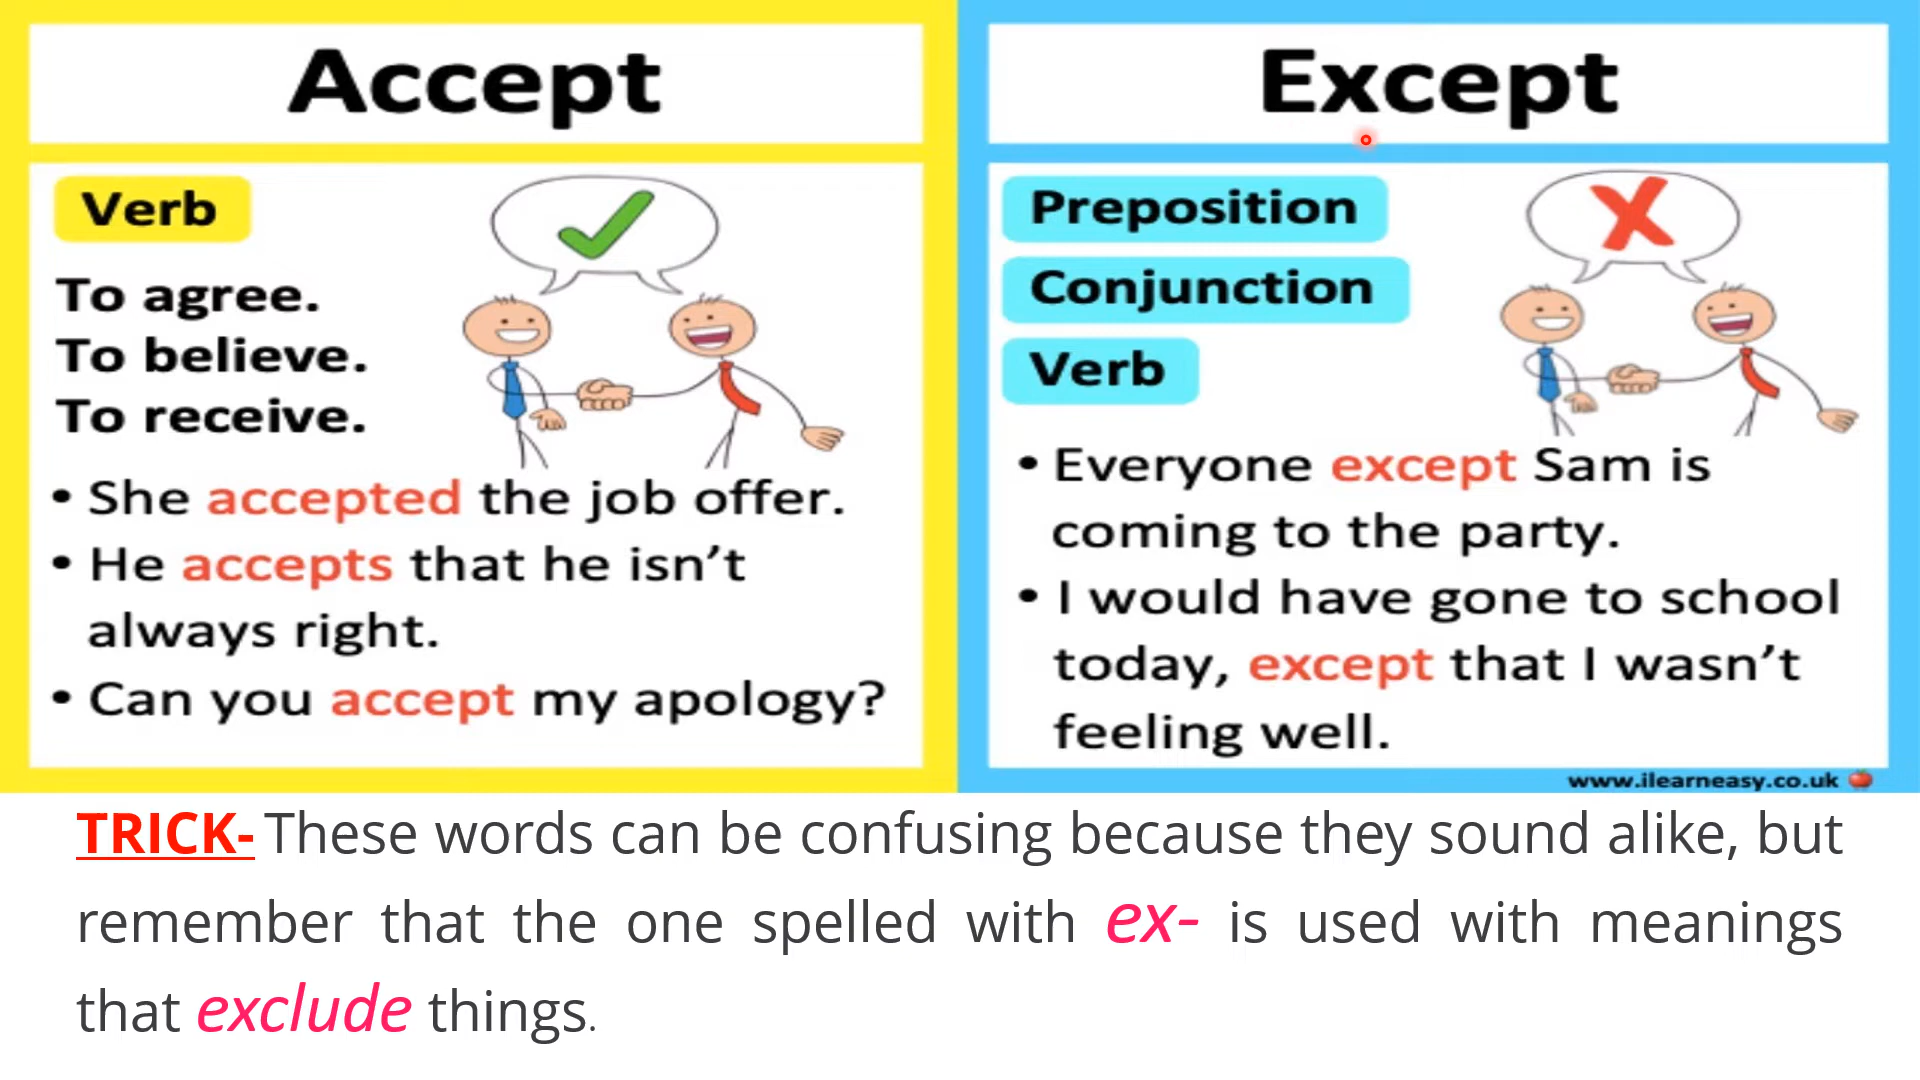 Accept
Verb
To agree.
To believe.
To receive.
• She accepted the job offer.
• He accepts that he isn’t
always right.
• Can you accept my apology?
Except
Preposition
Conjunction
Verb
• Everyone except Sam is
coming to the party.
• I would have gone to school
today, except that I wasn’t
feeling well.
www.ilearneasy.co.uk
TRICK- These words can be confusing because they sound alike, but
remember that the one spelled with ex- is used with meanings
that exclude things.